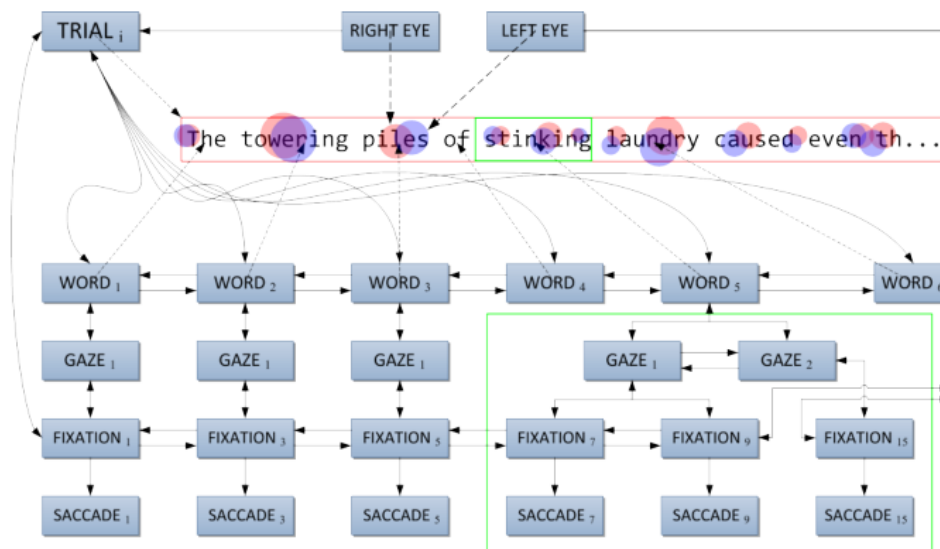 TRIAL i RIGHT EYE LEFT EYE
The towering piles of stinking laundry caused even th...
WORD 1 WORD 2 WORD 3 WORD 4 WORD 5 WORD 6
GAZE 1 GAZE 1 GAZE 1 GAZE 1 GAZE 2
FIXATION 1 FIXATION 3 FIXATION 5 FIXATION 7 FIXATION 9 FIXATION 15
SACCADE 1 SACCADE 3 SACCADE 5 SACCADE 7 SACCADE 9 SACCADE 15